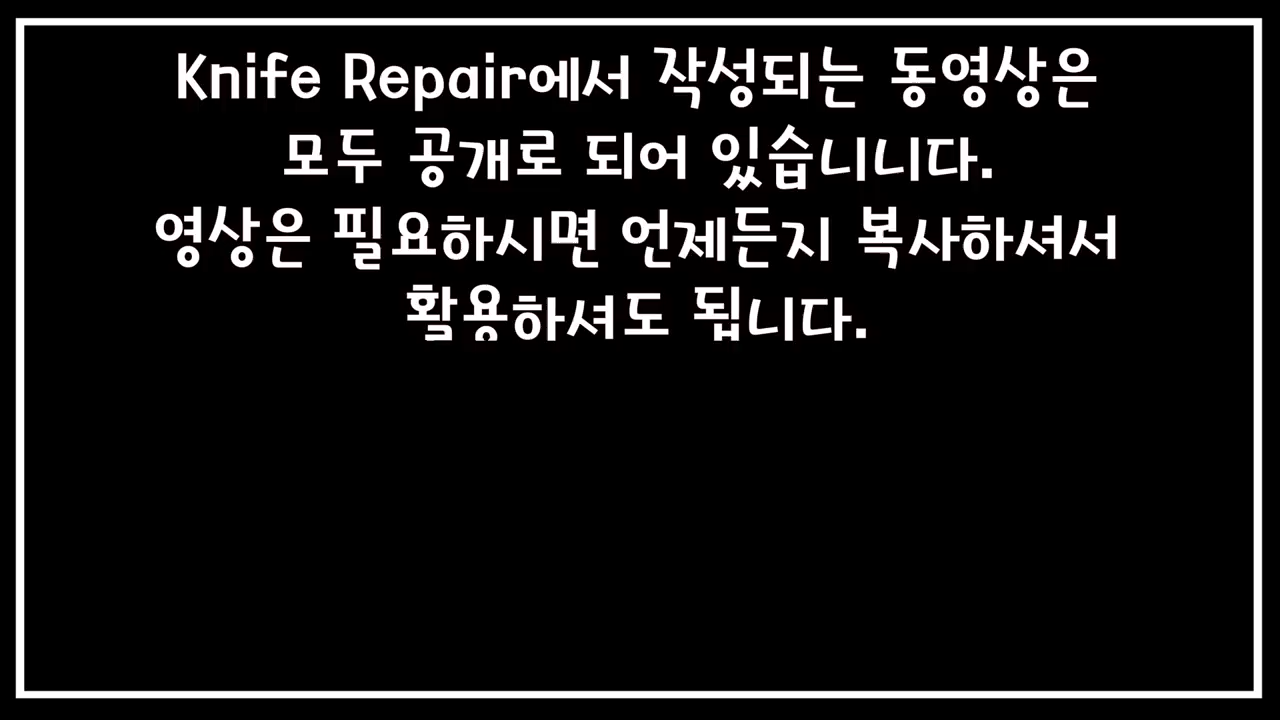 Knife Repair에서 작성되는 동영상은
모두 공개로 되어 있습니니다.
영상은 필요하시면 언제든지 복사하셔서
활용하셔도 됩니다.